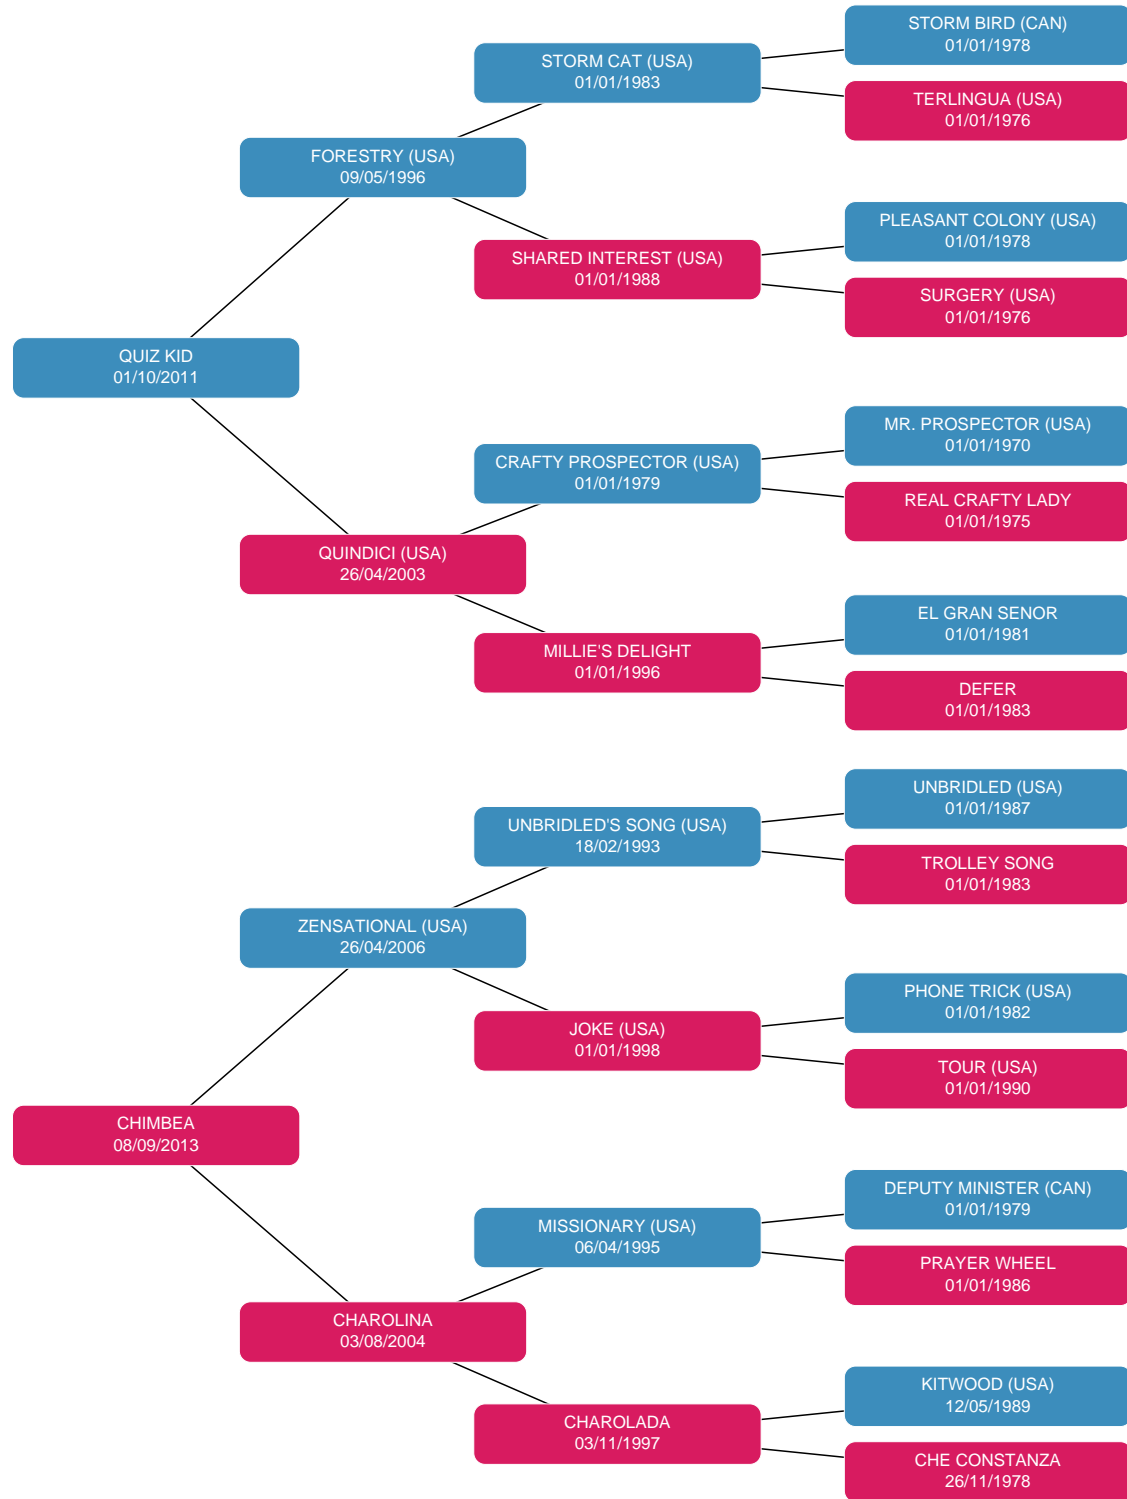 STORM BIRD (CAN)
01/01/1978
STORM CAT (USA)
01/01/1983
TERLINGUA (USA)
01/01/1976
FORESTRY (USA)
09/05/1996
PLEASANT COLONY (USA)
01/01/1978
SHARED INTEREST (USA)
01/01/1988
SURGERY (USA)
01/01/1976
QUIZ KID
01/10/2011
MR. PROSPECTOR (USA)
01/01/1970
CRAFTY PROSPECTOR (USA)
01/01/1979
REAL CRAFTY LADY
01/01/1975
QUINDICI (USA)
26/04/2003
EL GRAN SENOR
01/01/1981
MILLIE'S DELIGHT
01/01/1996
DEFER
01/01/1983
UNBRIDLED (USA)
01/01/1987
UNBRIDLED'S SONG (USA)
18/02/1993
TROLLEY SONG
01/01/1983
ZENSATIONAL (USA)
26/04/2006
PHONE TRICK (USA)
01/01/1982
JOKE (USA)
01/01/1998
TOUR (USA)
01/01/1990
CHIMBEA
08/09/2013
DEPUTY MINISTER (CAN)
01/01/1979
MISSIONARY (USA)
06/04/1995
PRAYER WHEEL
01/01/1986
CHAROLINA
03/08/2004
KITWOOD (USA)
12/05/1989
CHAROLADA
03/11/1997
CHE CONSTANZA
26/11/1978